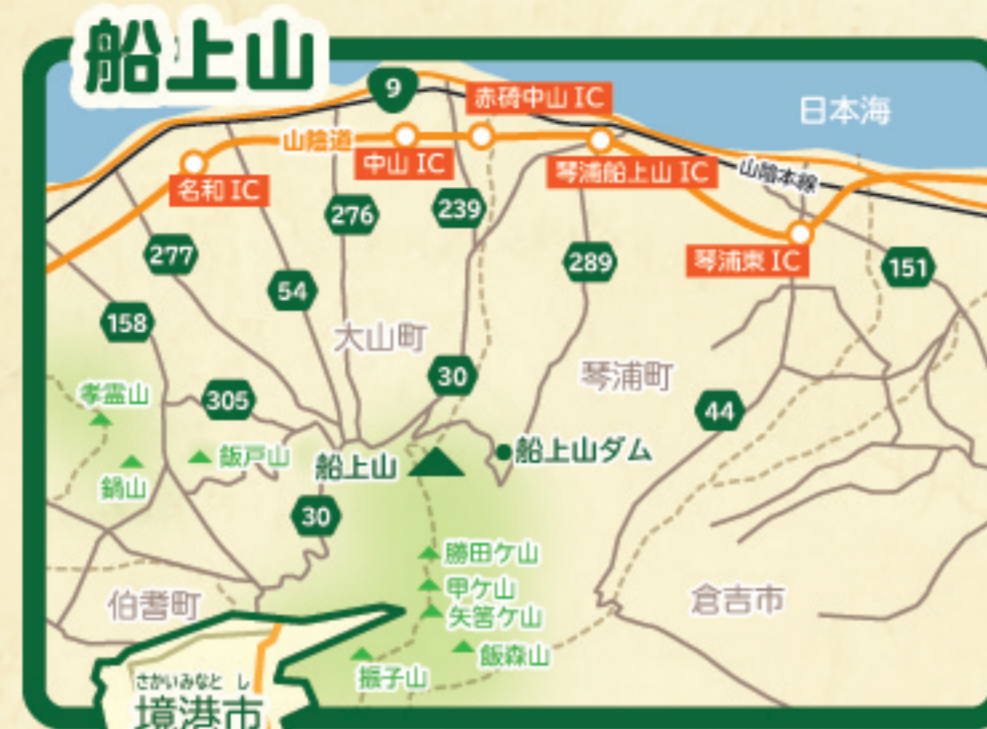 船上山
9
赤碕中山 IC
日本海
山陰道
中山 IC
名和 IC
琴浦船上山 IC
山陰本線
276
239
277
289
琴浦東 IC
151
54
158
大山町
孝霊山
305
30
琴浦町
44
飯戸山
船上山
船上山ダム
鍋山
30
勝田ケ山
甲ケ山
矢筈ケ山
伯耆町
倉吉市
飯森山
振子山
さかいみなと し
境港市